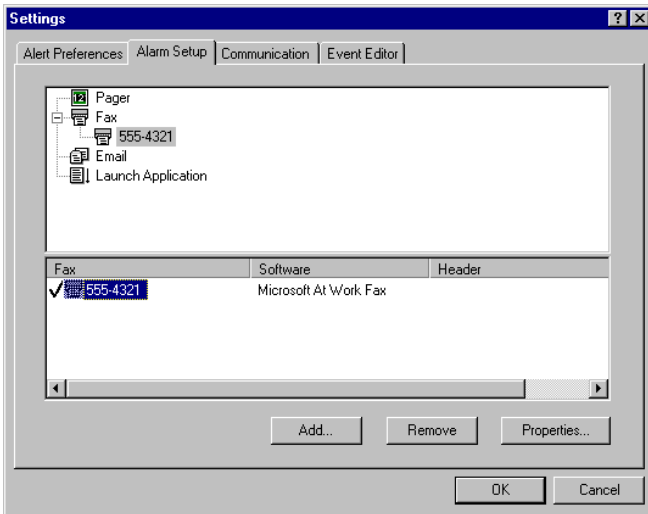 Settings
Alert Preferences Alarm Setup Communication Event Editor
12 Pager
Fax
555-4321
Email
Launch Application
Fax Software Header
555-4321 Microsoft At Work Fax
Add... Remove Properties...
OK Cancel